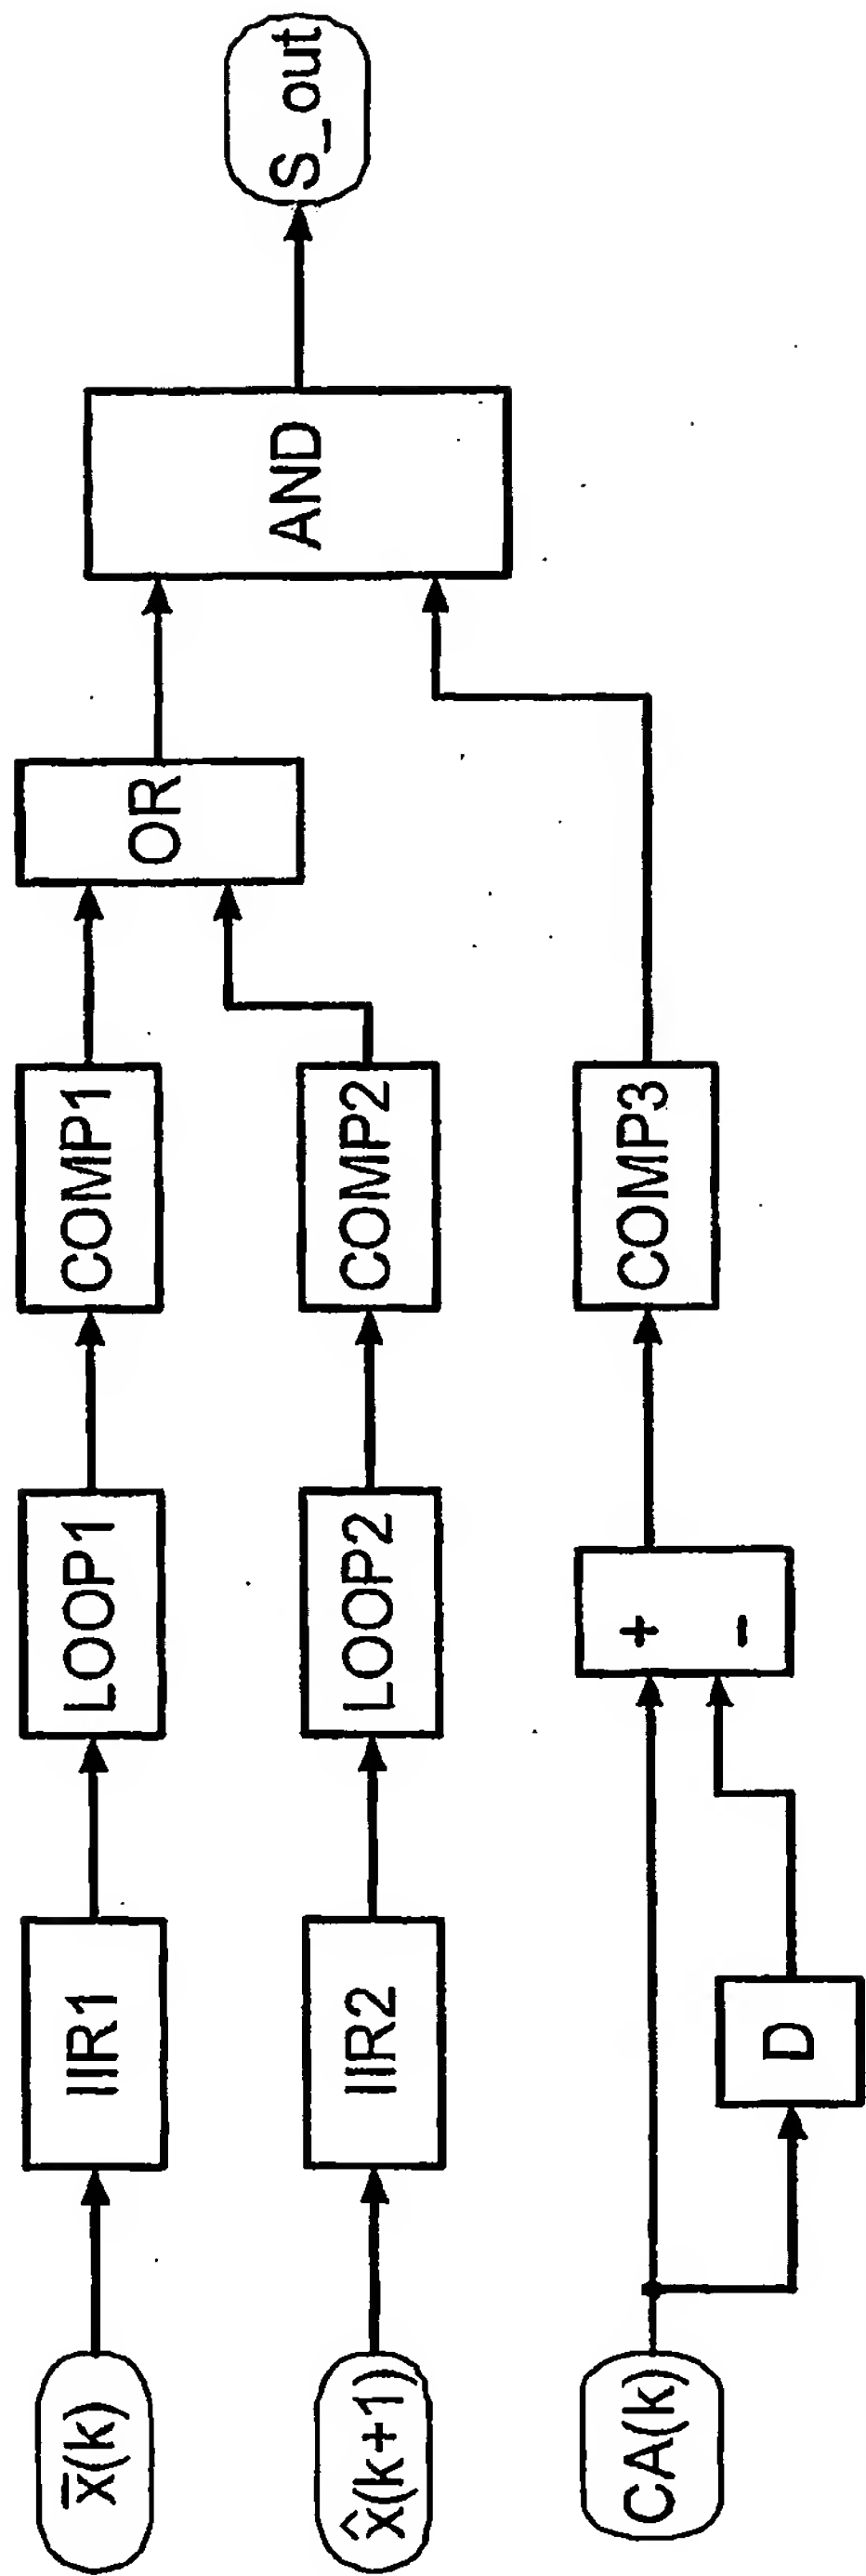 x̄(k)
IIR1
LOOP1
COMP1
OR
AND
S_out
x̂(k+1)
IIR2
LOOP2
COMP2
CA(k)
D
+
-
COMP3